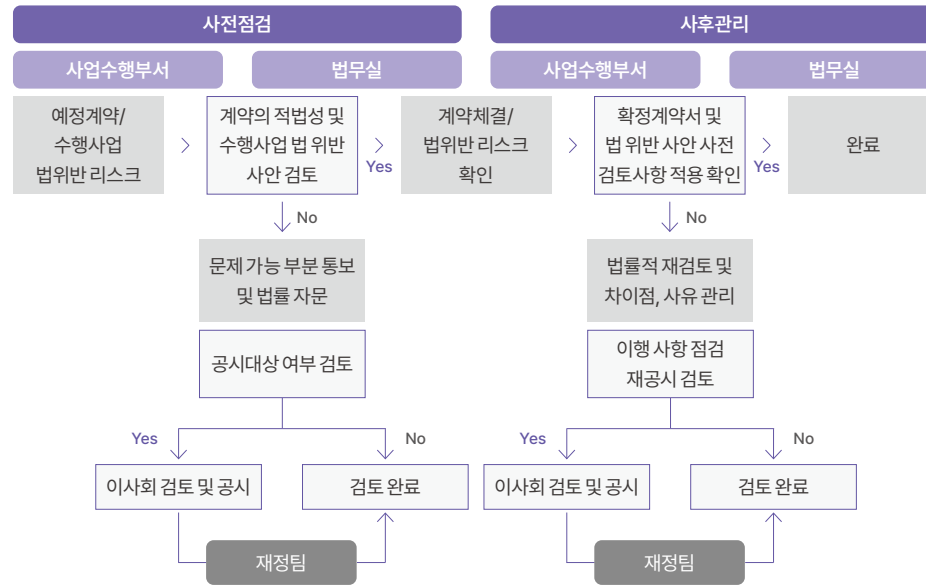 사전점검
사후관리
사업수행부서
법무실
사업수행부서
법무실
예정계약/
수행사업
법위반 리스크
계약의 적법성 및
수행사업 법 위반
사안 검토
Yes
계약체결/
법위반 리스크
확인
확정계약서 및
법 위반 사안 사전
검토사항 적용 확인
Yes
완료
No
No
문제 가능 부분 통보
및 법률 자문
법률적 재검토 및
차이점, 사유 관리
공시대상 여부 검토
이행 사항 점검
재공시 검토
Yes
No
Yes
No
이사회 검토 및 공시
검토 완료
이사회 검토 및 공시
검토 완료
재정팀
재정팀